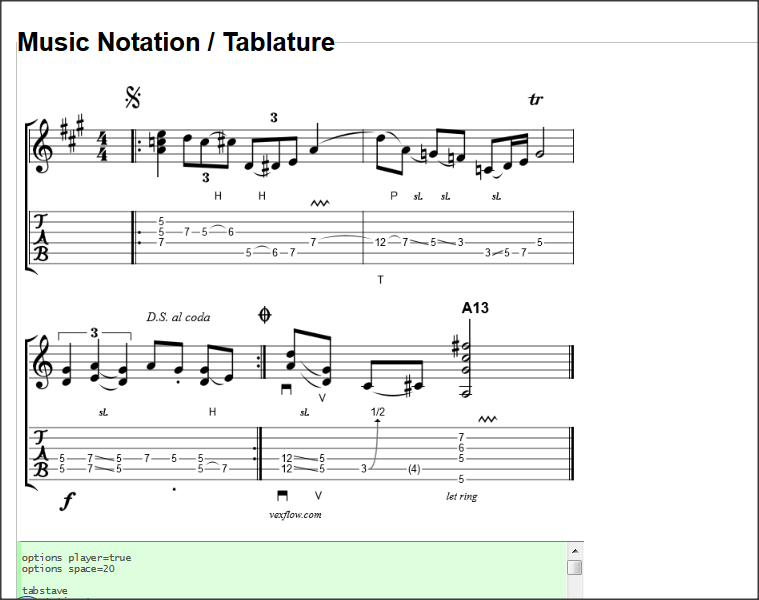 Music Notation / Tablature
tr
3
4
4
3
H H P sl. sl. sl.
T 5
A 5 7 5 6
B 7 5 6 7 7 12 7 5 3 3 5 7 5
T
A13
D.S. al coda
3
sl. H sl. 1/2
V
T 7
A 6
B 5 7 5 7 5 5 12 5 5
5 7 5 5 7 12 5 3 (4)
5
f V let ring
vexflow.com
options player=true
options space=20
tabstave